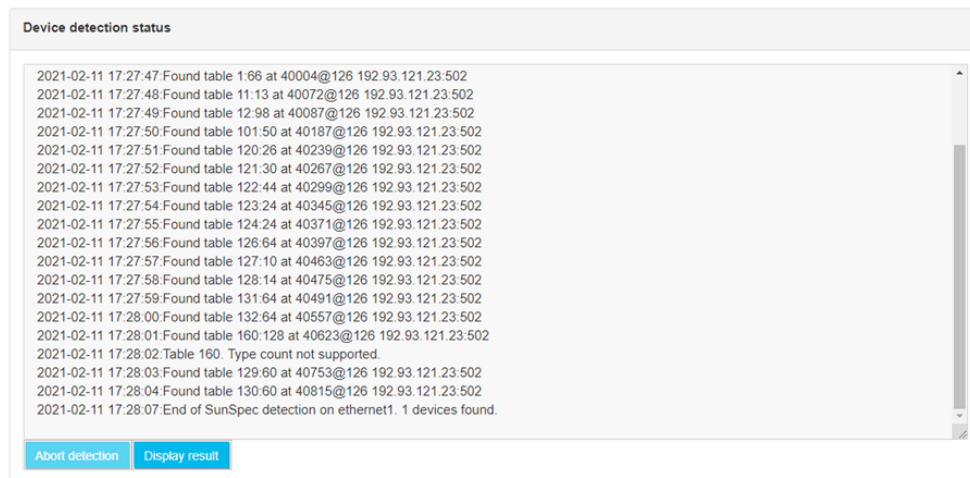 Device detection status
2021-02-11 17:27:47:Found table 1:66 at 40004@126 192.93.121.23:502
2021-02-11 17:27:48:Found table 11:13 at 40072@126 192.93.121.23:502
2021-02-11 17:27:49:Found table 12:98 at 40087@126 192.93.121.23:502
2021-02-11 17:27:50:Found table 101:50 at 40187@126 192.93.121.23:502
2021-02-11 17:27:51:Found table 120:26 at 40239@126 192.93.121.23:502
2021-02-11 17:27:52:Found table 121:30 at 40267@126 192.93.121.23:502
2021-02-11 17:27:53:Found table 122:44 at 40299@126 192.93.121.23:502
2021-02-11 17:27:54:Found table 123:24 at 40345@126 192.93.121.23:502
2021-02-11 17:27:55:Found table 124:24 at 40371@126 192.93.121.23:502
2021-02-11 17:27:56:Found table 126:64 at 40397@126 192.93.121.23:502
2021-02-11 17:27:57:Found table 127:10 at 40463@126 192.93.121.23:502
2021-02-11 17:27:58:Found table 128:14 at 40475@126 192.93.121.23:502
2021-02-11 17:27:59:Found table 131:64 at 40491@126 192.93.121.23:502
2021-02-11 17:28:00:Found table 132:64 at 40557@126 192.93.121.23:502
2021-02-11 17:28:01:Found table 160:128 at 40623@126 192.93.121.23:502
2021-02-11 17:28:02:Table 160. Type count not supported.
2021-02-11 17:28:03:Found table 129:60 at 40753@126 192.93.121.23:502
2021-02-11 17:28:04:Found table 130:60 at 40815@126 192.93.121.23:502
2021-02-11 17:28:07:End of SunSpec detection on ethernet1. 1 devices found.
Abort detection Display result